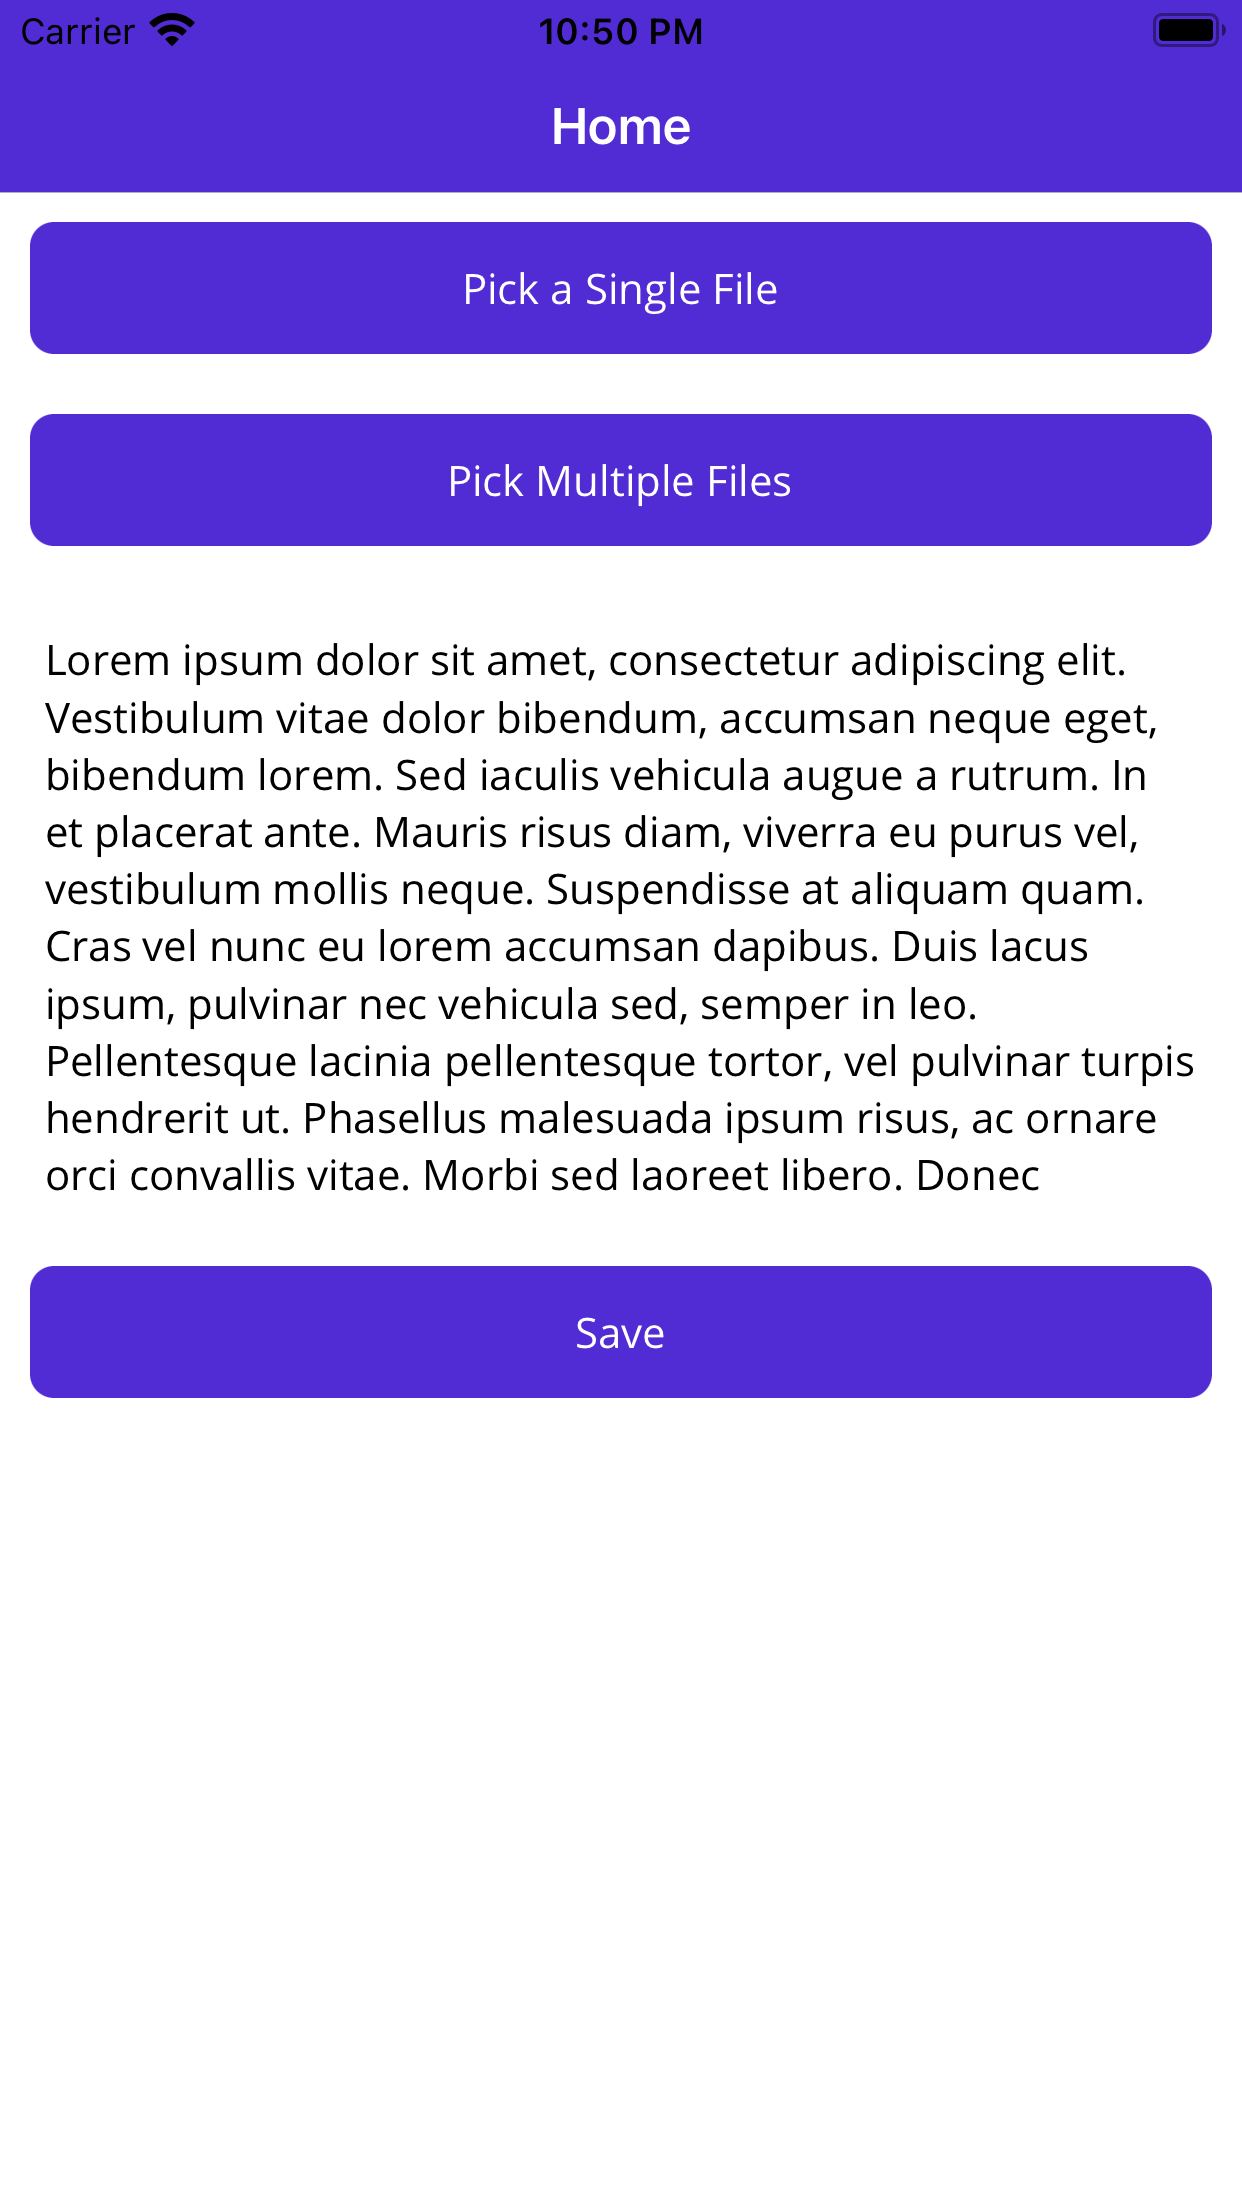 Carrier 10:50 PM
Home
Pick a Single File
Pick Multiple Files
Lorem ipsum dolor sit amet, consectetur adipiscing elit.
Vestibulum vitae dolor bibendum, accumsan neque eget,
bibendum lorem. Sed iaculis vehicula augue a rutrum. In
et placerat ante. Mauris risus diam, viverra eu purus vel,
vestibulum mollis neque. Suspendisse at aliquam quam.
Cras vel nunc eu lorem accumsan dapibus. Duis lacus
ipsum, pulvinar nec vehicula sed, semper in leo.
Pellentesque lacinia pellentesque tortor, vel pulvinar turpis
hendrerit ut. Phasellus malesuada ipsum risus, ac ornare
orci convallis vitae. Morbi sed laoreet libero. Donec
Save